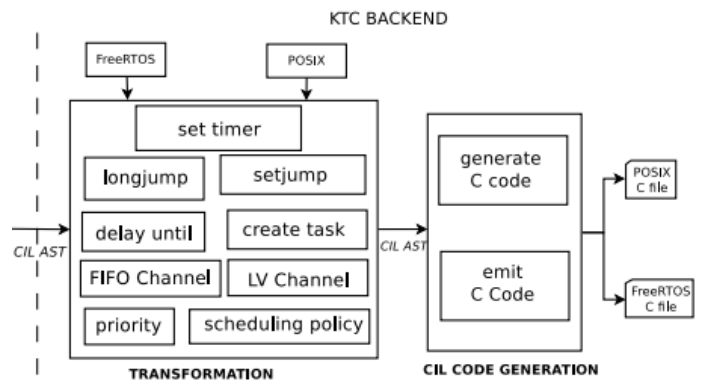 KTC BACKEND
FreeRTOS
POSIX
set timer
longjump
setjump
delay until
create task
FIFO Channel
LV Channel
priority
scheduling policy
TRANSFORMATION
CIL AST
CIL AST
generate
C code
emit
C Code
CIL CODE GENERATION
POSIX
C file
FreeRTOS
C file